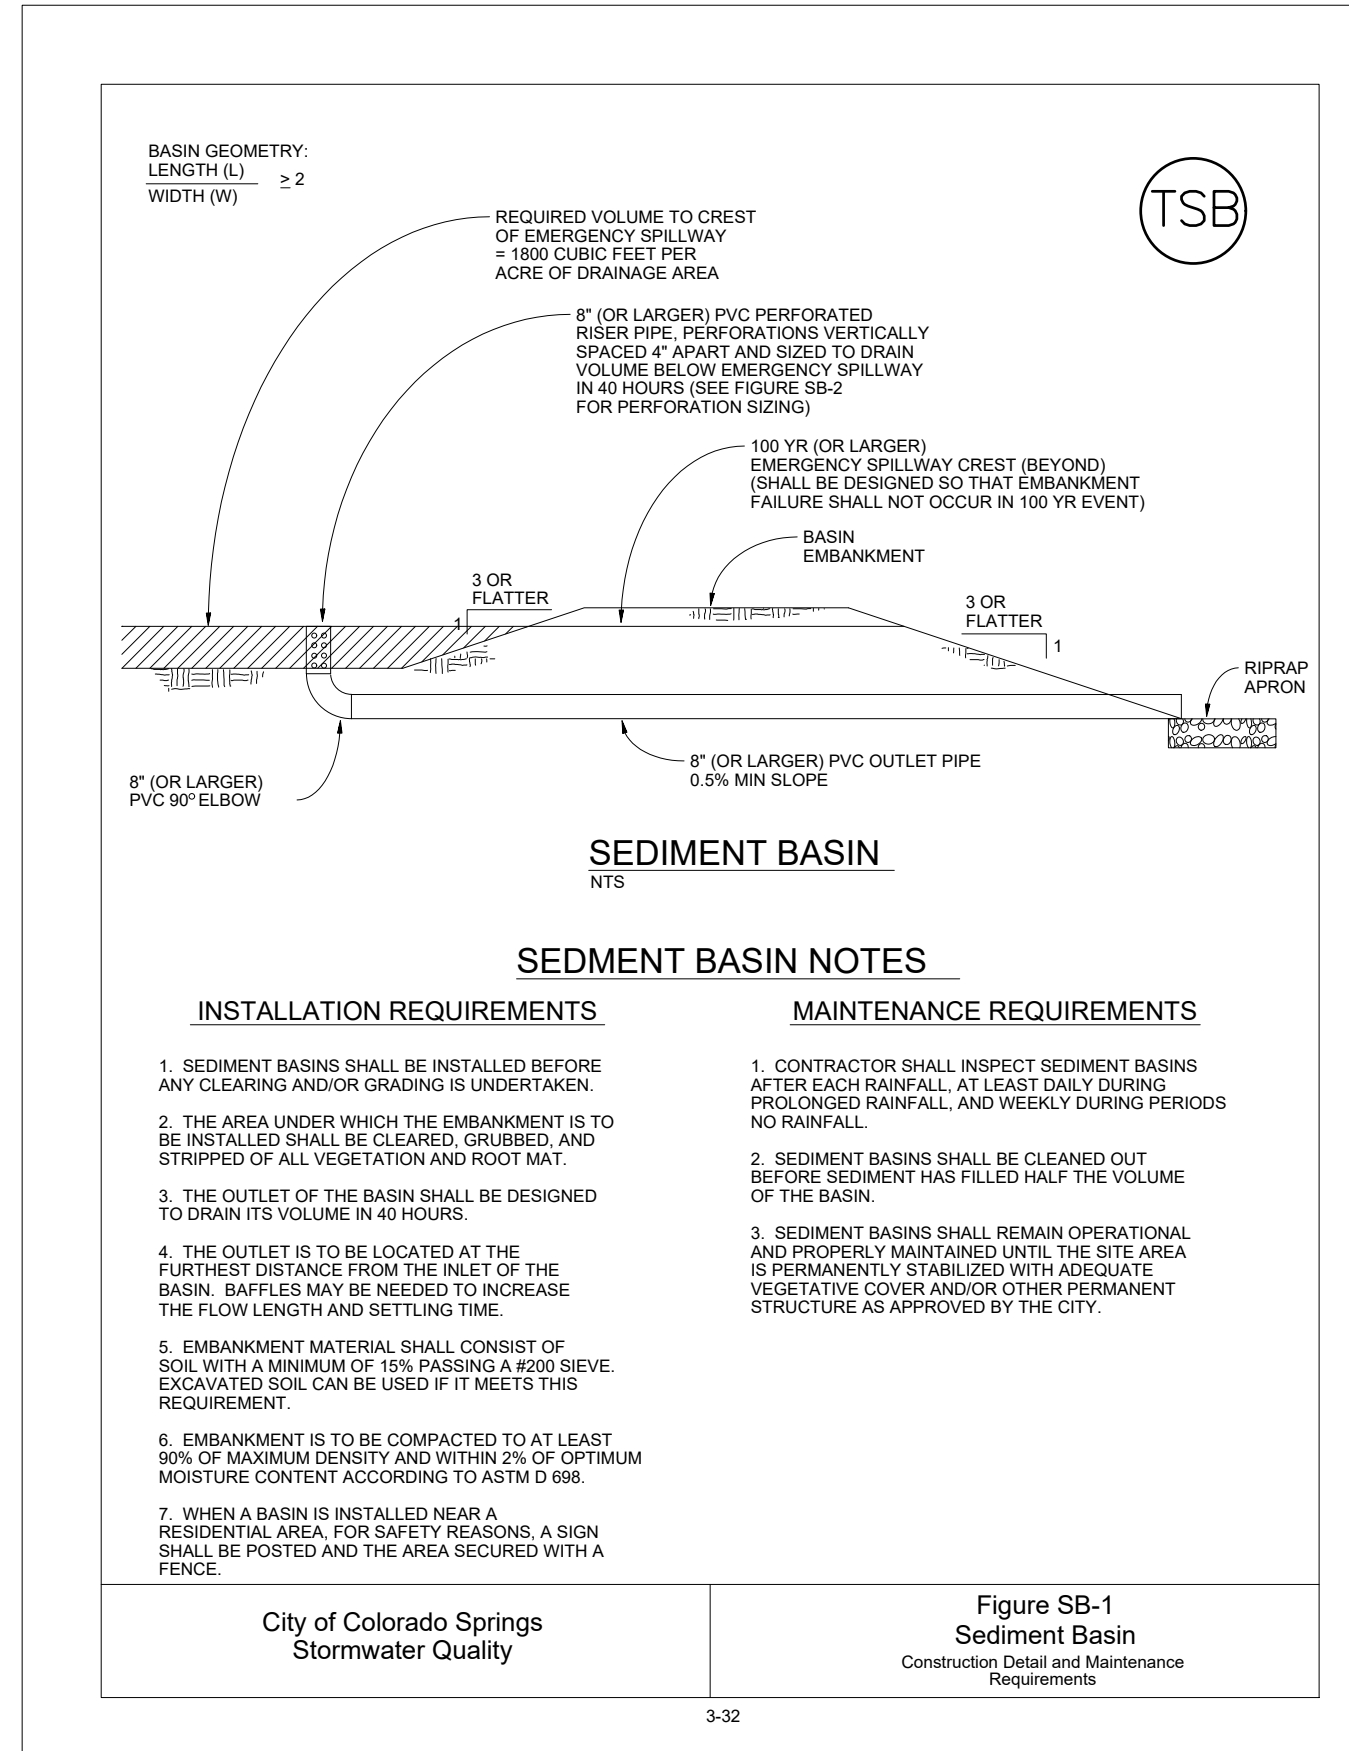 BASIN GEOMETRY:
LENGTH (L)
WIDTH (W)
≥ 2
TSB
REQUIRED VOLUME TO CREST
OF EMERGENCY SPILLWAY
= 1800 CUBIC FEET PER
ACRE OF DRAINAGE AREA
8" (OR LARGER) PVC PERFORATED
RISER PIPE, PERFORATIONS VERTICALLY
SPACED 4" APART AND SIZED TO DRAIN
VOLUME BELOW EMERGENCY SPILLWAY
IN 40 HOURS (SEE FIGURE SB-2
FOR PERFORATION SIZING)
100 YR (OR LARGER)
EMERGENCY SPILLWAY CREST (BEYOND)
(SHALL BE DESIGNED SO THAT EMBANKMENT
FAILURE SHALL NOT OCCUR IN 100 YR EVENT)
BASIN
EMBANKMENT
3 OR
FLATTER
1
3 OR
FLATTER
1
RIPRAP
APRON
8" (OR LARGER) PVC OUTLET PIPE
0.5% MIN SLOPE
8" (OR LARGER)
PVC 90° ELBOW
SEDIMENT BASIN
NTS
SEDMENT BASIN NOTES
INSTALLATION REQUIREMENTS
1. SEDIMENT BASINS SHALL BE INSTALLED BEFORE
ANY CLEARING AND/OR GRADING IS UNDERTAKEN.
2. THE AREA UNDER WHICH THE EMBANKMENT IS TO
BE INSTALLED SHALL BE CLEARED, GRUBBED, AND
STRIPPED OF ALL VEGETATION AND ROOT MAT.
3. THE OUTLET OF THE BASIN SHALL BE DESIGNED
TO DRAIN ITS VOLUME IN 40 HOURS.
4. THE OUTLET IS TO BE LOCATED AT THE
FURTHEST DISTANCE FROM THE INLET OF THE
BASIN. BAFFLES MAY BE NEEDED TO INCREASE
THE FLOW LENGTH AND SETTLING TIME.
5. EMBANKMENT MATERIAL SHALL CONSIST OF
SOIL WITH A MINIMUM OF 15% PASSING A #200 SIEVE.
EXCAVATED SOIL CAN BE USED IF IT MEETS THIS
REQUIREMENT.
6. EMBANKMENT IS TO BE COMPACTED TO AT LEAST
90% OF MAXIMUM DENSITY AND WITHIN 2% OF OPTIMUM
MOISTURE CONTENT ACCORDING TO ASTM D 698.
7. WHEN A BASIN IS INSTALLED NEAR A
RESIDENTIAL AREA, FOR SAFETY REASONS, A SIGN
SHALL BE POSTED AND THE AREA SECURED WITH A
FENCE.
MAINTENANCE REQUIREMENTS
1. CONTRACTOR SHALL INSPECT SEDIMENT BASINS
AFTER EACH RAINFALL, AT LEAST DAILY DURING
PROLONGED RAINFALL, AND WEEKLY DURING PERIODS
NO RAINFALL.
2. SEDIMENT BASINS SHALL BE CLEANED OUT
BEFORE SEDIMENT HAS FILLED HALF THE VOLUME
OF THE BASIN.
3. SEDIMENT BASINS SHALL REMAIN OPERATIONAL
AND PROPERLY MAINTAINED UNTIL THE SITE AREA
IS PERMANENTLY STABILIZED WITH ADEQUATE
VEGETATIVE COVER AND/OR OTHER PERMANENT
STRUCTURE AS APPROVED BY THE CITY.
City of Colorado Springs
Stormwater Quality
Figure SB-1
Sediment Basin
Construction Detail and Maintenance
Requirements
3-32